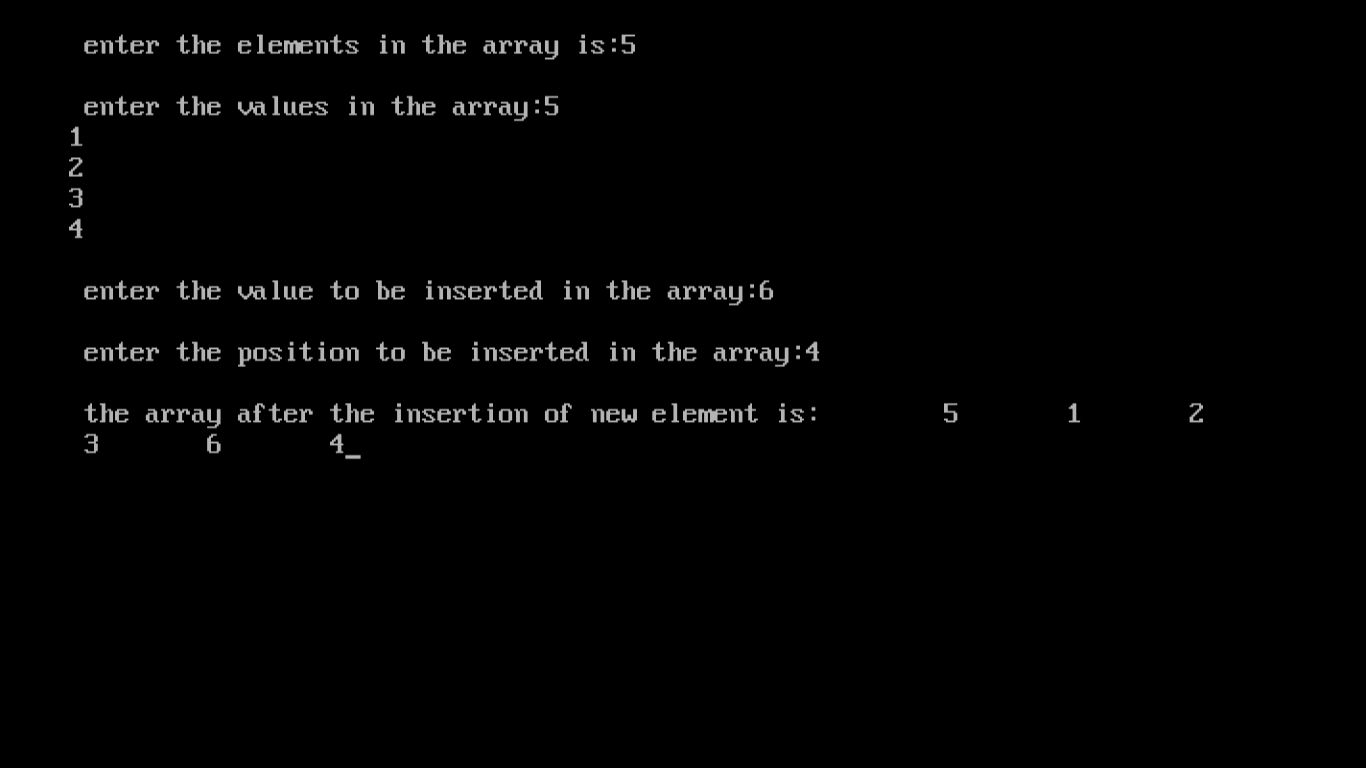 enter the elements in the array is:5
enter the values in the array:5
1
2
3
4
enter the value to be inserted in the array:6
enter the position to be inserted in the array:4
the array after the insertion of new element is: 5 1 2
3 6 4_